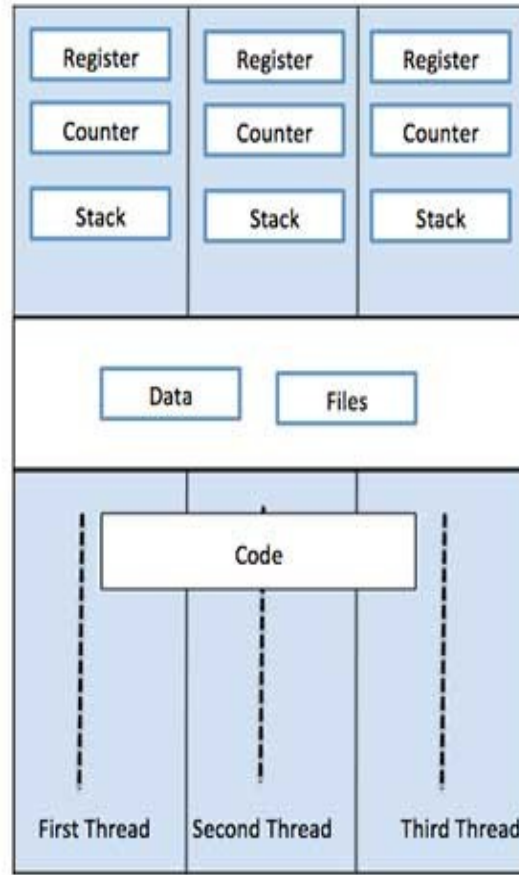 Register Register Register
Counter Counter Counter
Stack Stack Stack
Data Files
Code
First Thread Second Thread Third Thread